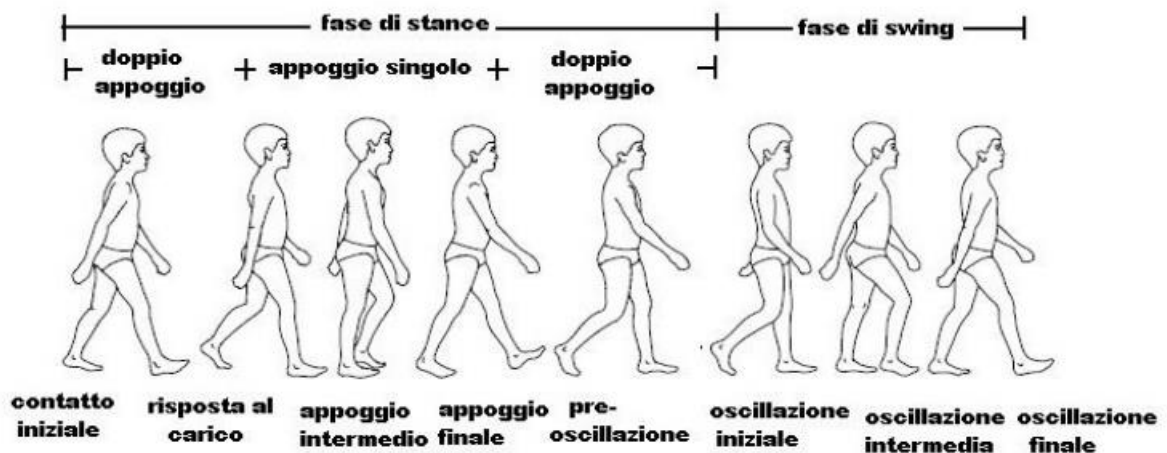 fase di stance
fase di swing
doppio
appoggio
appoggio singolo
doppio
appoggio
contatto
iniziale
risposta al
carico
appoggio
intermedio
appoggio
finale
pre-
oscillazione
oscillazione
iniziale
oscillazione
intermedia
oscillazione
finale